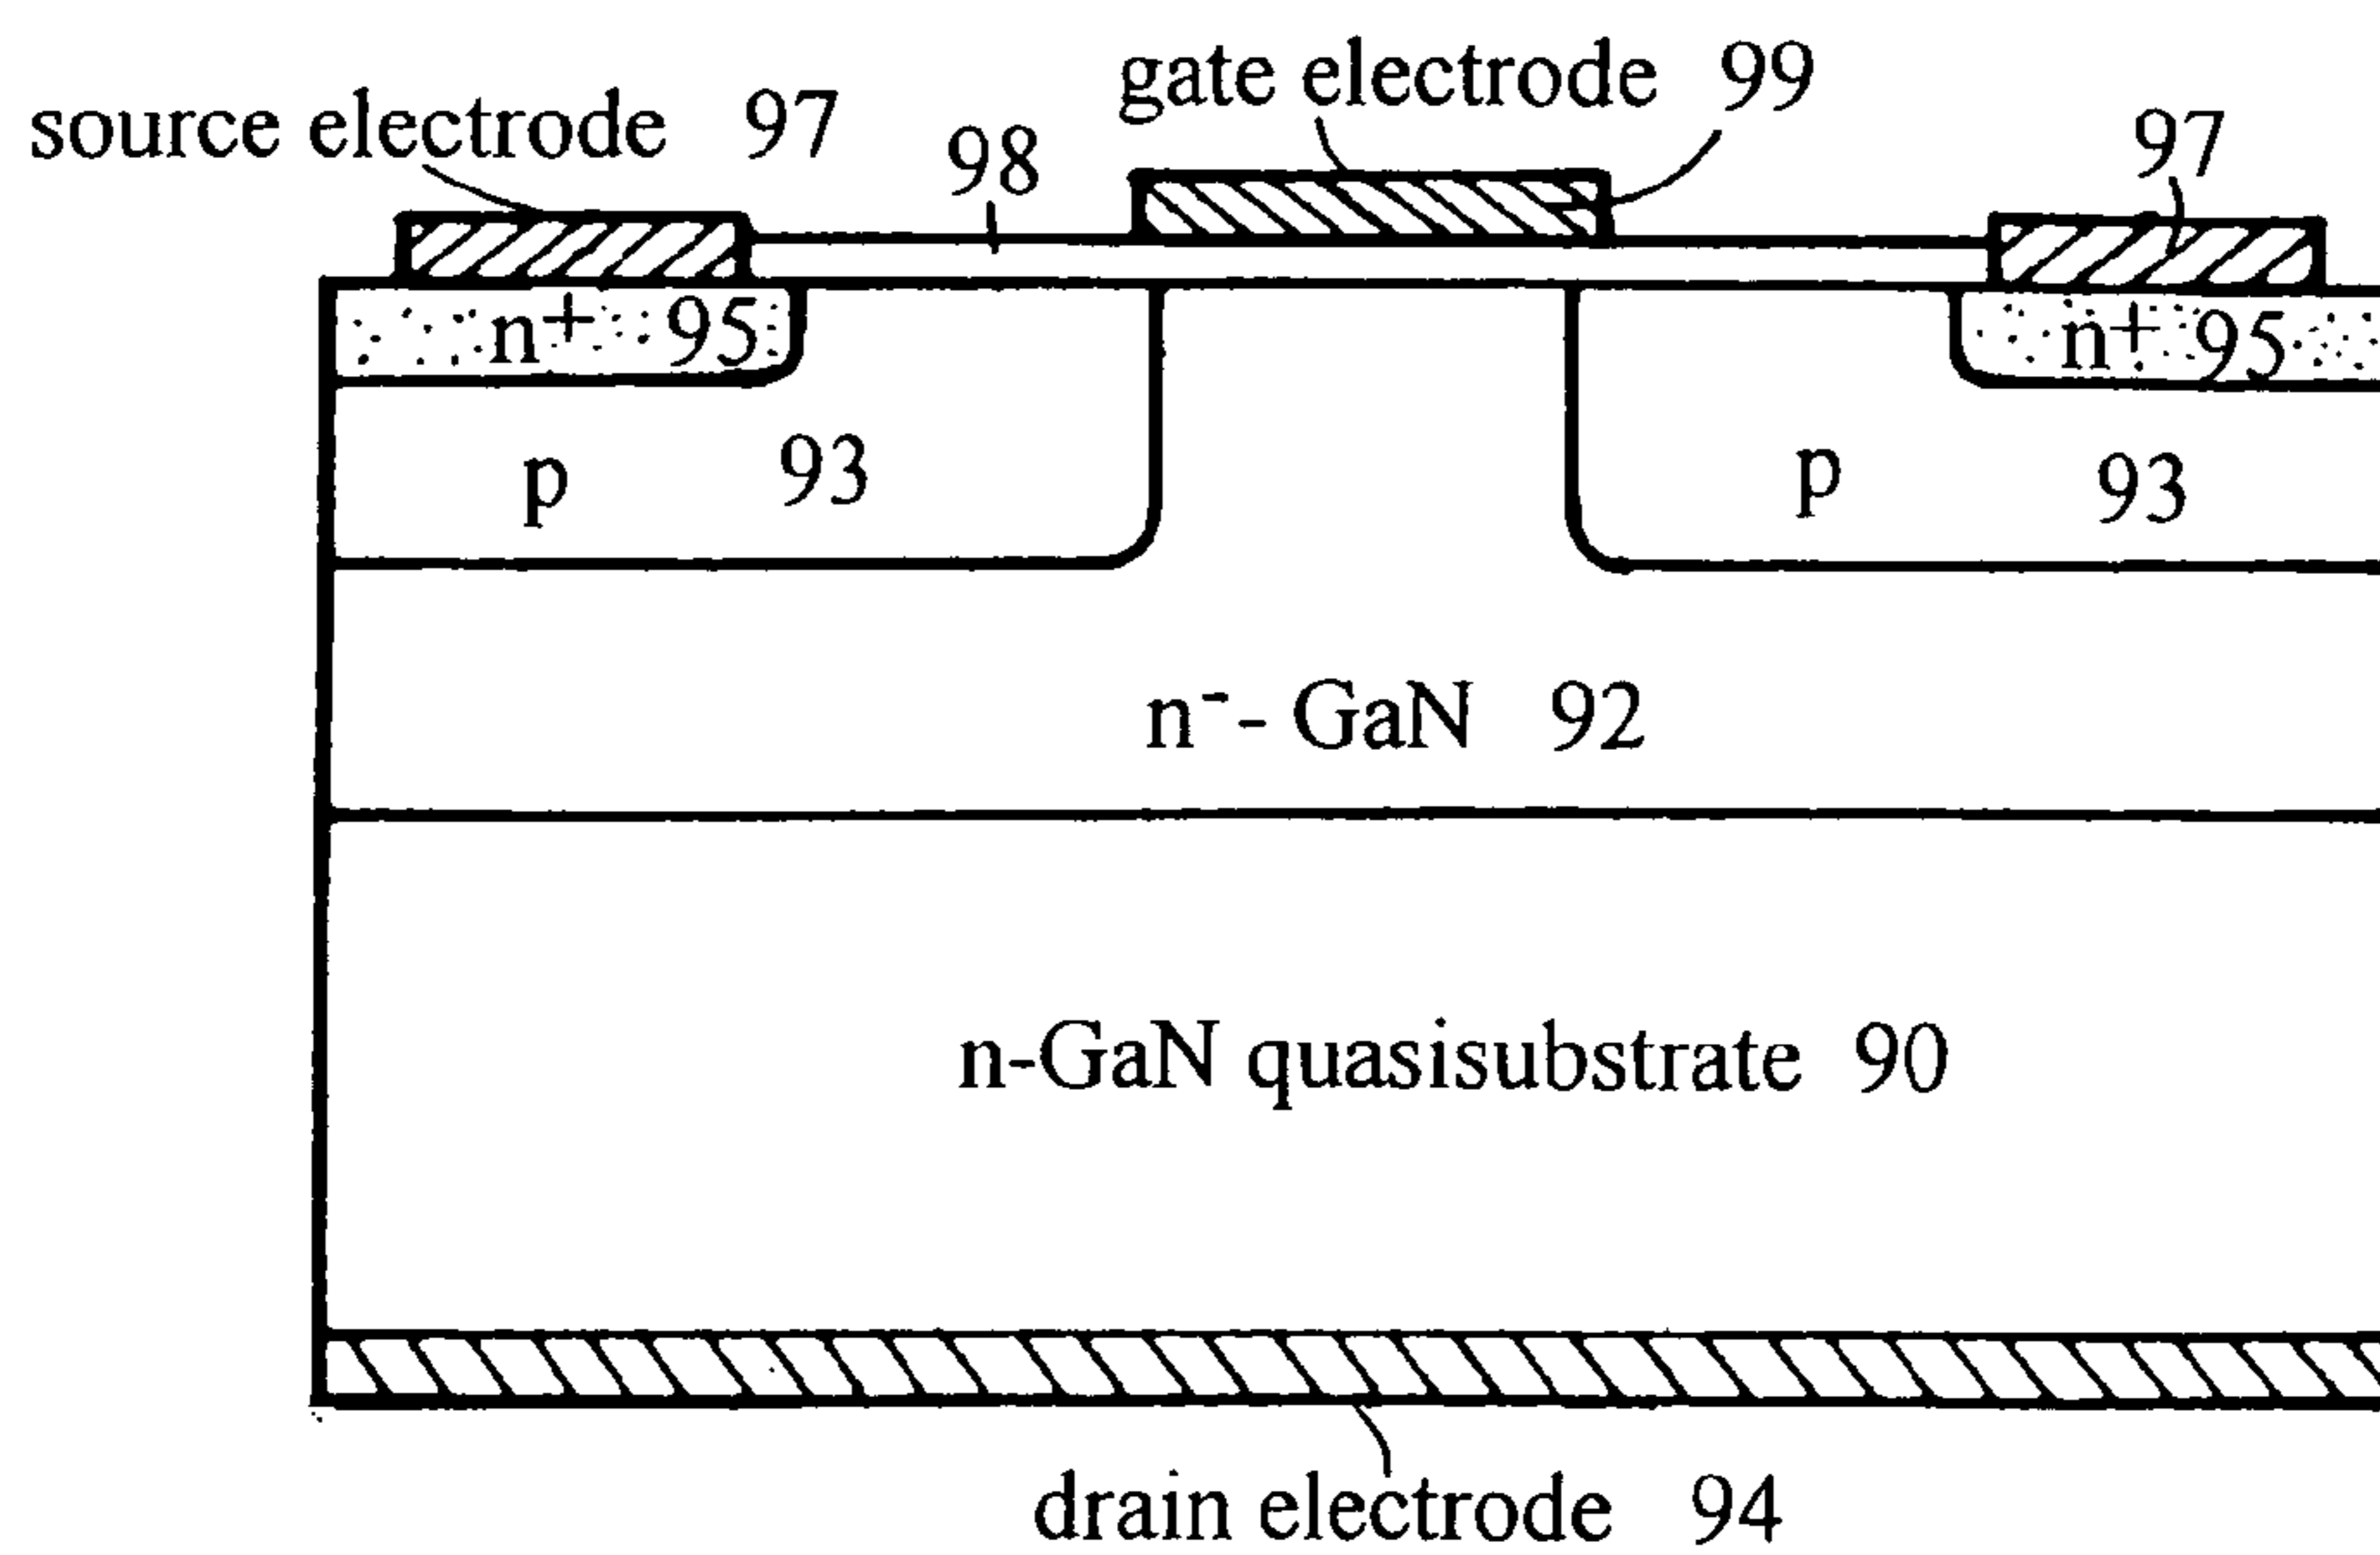 gate electrode 99
source electrode 97
98
97
n+ 95
n+ 95
p 93
p 93
n⁻- GaN 92
n-GaN quasisubstrate 90
drain electrode 94